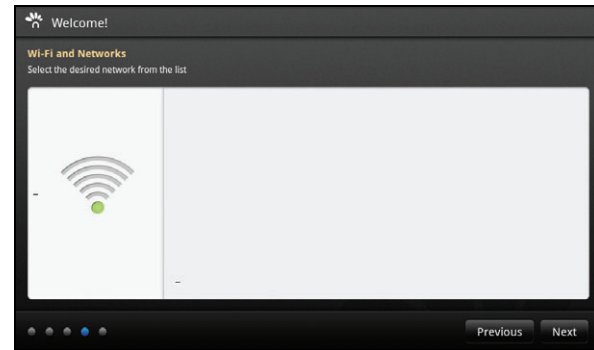 Welcome!
Wi-Fi and Networks
Select the desired network from the list
-
-
Previous
Next